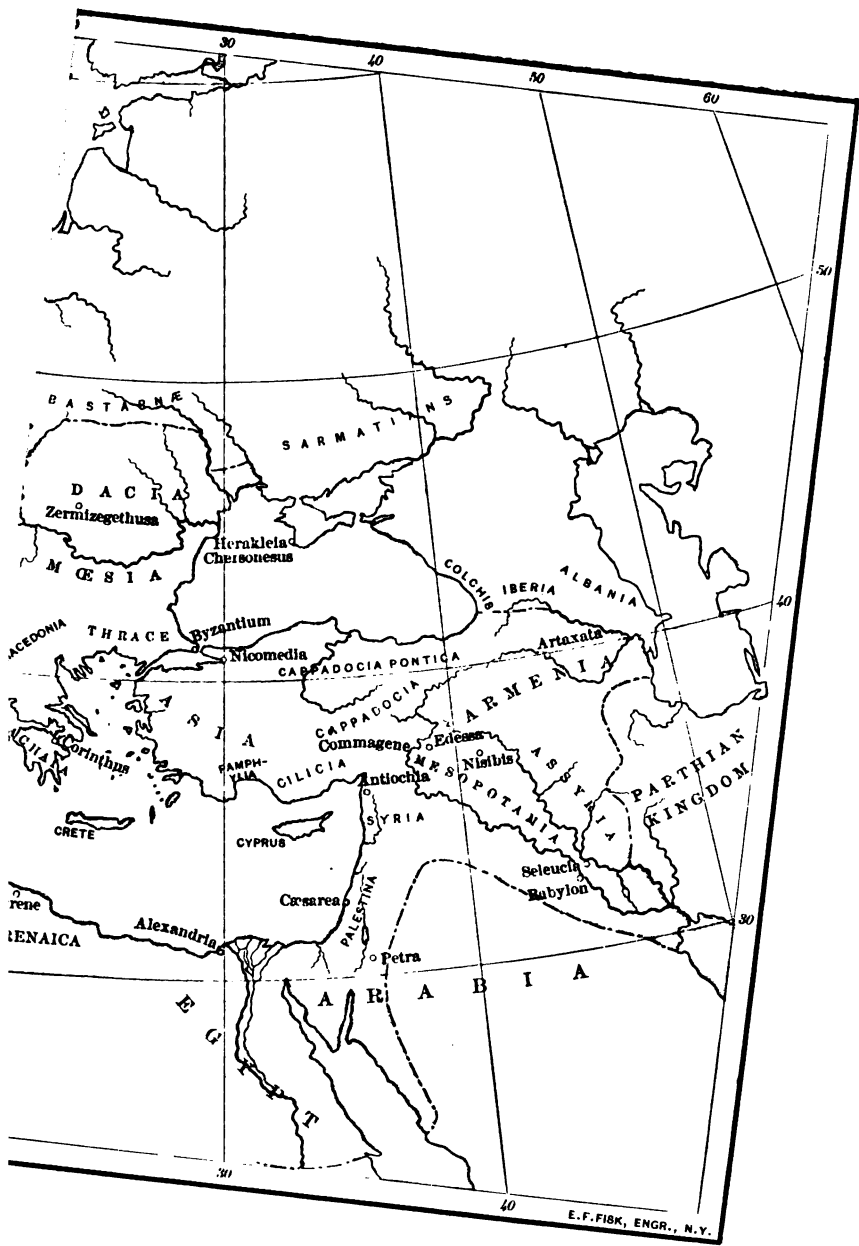 30
40
50
60
50
BASTARNÆ
SARMATIANS
DACIA
Zermizegethusa
Herakleia
Chersonesus
MŒSIA
COLCHIS
IBERIA
ALBANIA
40
ACEDONIA
THRACE
Byzantium
Nicomedia
Artaxata
CAPPADOCIA PONTICA
ARMENIA
ASIA
CAPPADOCIA
Commagene
Edessa
Nisibis
Corinthus
PAMPH-
YLIA
CILICIA
MESOPOTAMIA
ASSYRIA
PARTHIAN
KINGDOM
Antiochia
SYRIA
CRETE
CYPRUS
Seleucia
Babylon
rene
Cæsarea
PALESTINA
30
RENAICA
Alexandria
Petra
ARABIA
EGYPT
30
40
E.F.FISK, ENGR., N.Y.